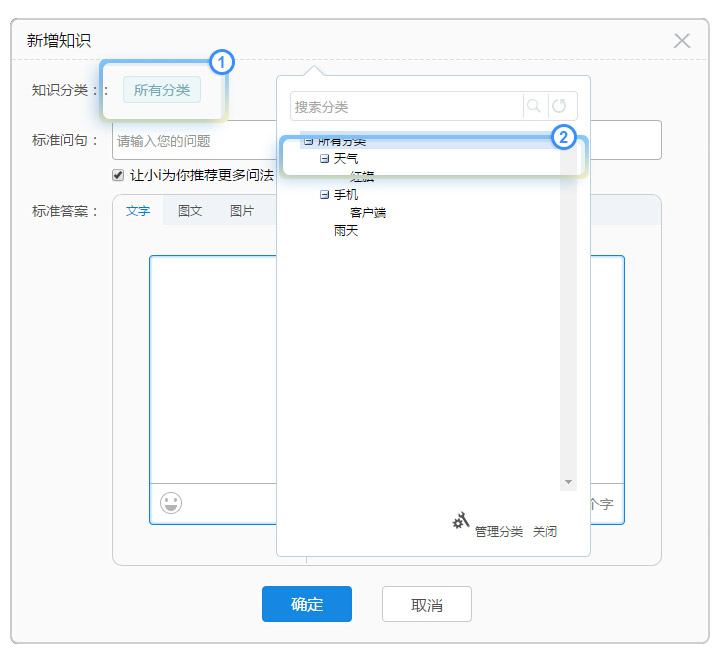 新增知识
1
知识分类：：
所有分类
搜索分类
标准问句：
请输入您的问题
所有分类
2
天气
让小i为你推荐更多问法
红旗
手机
标准答案：
文字
图文
图片
客户端
雨天
个字
管理分类
关闭
确定
取消